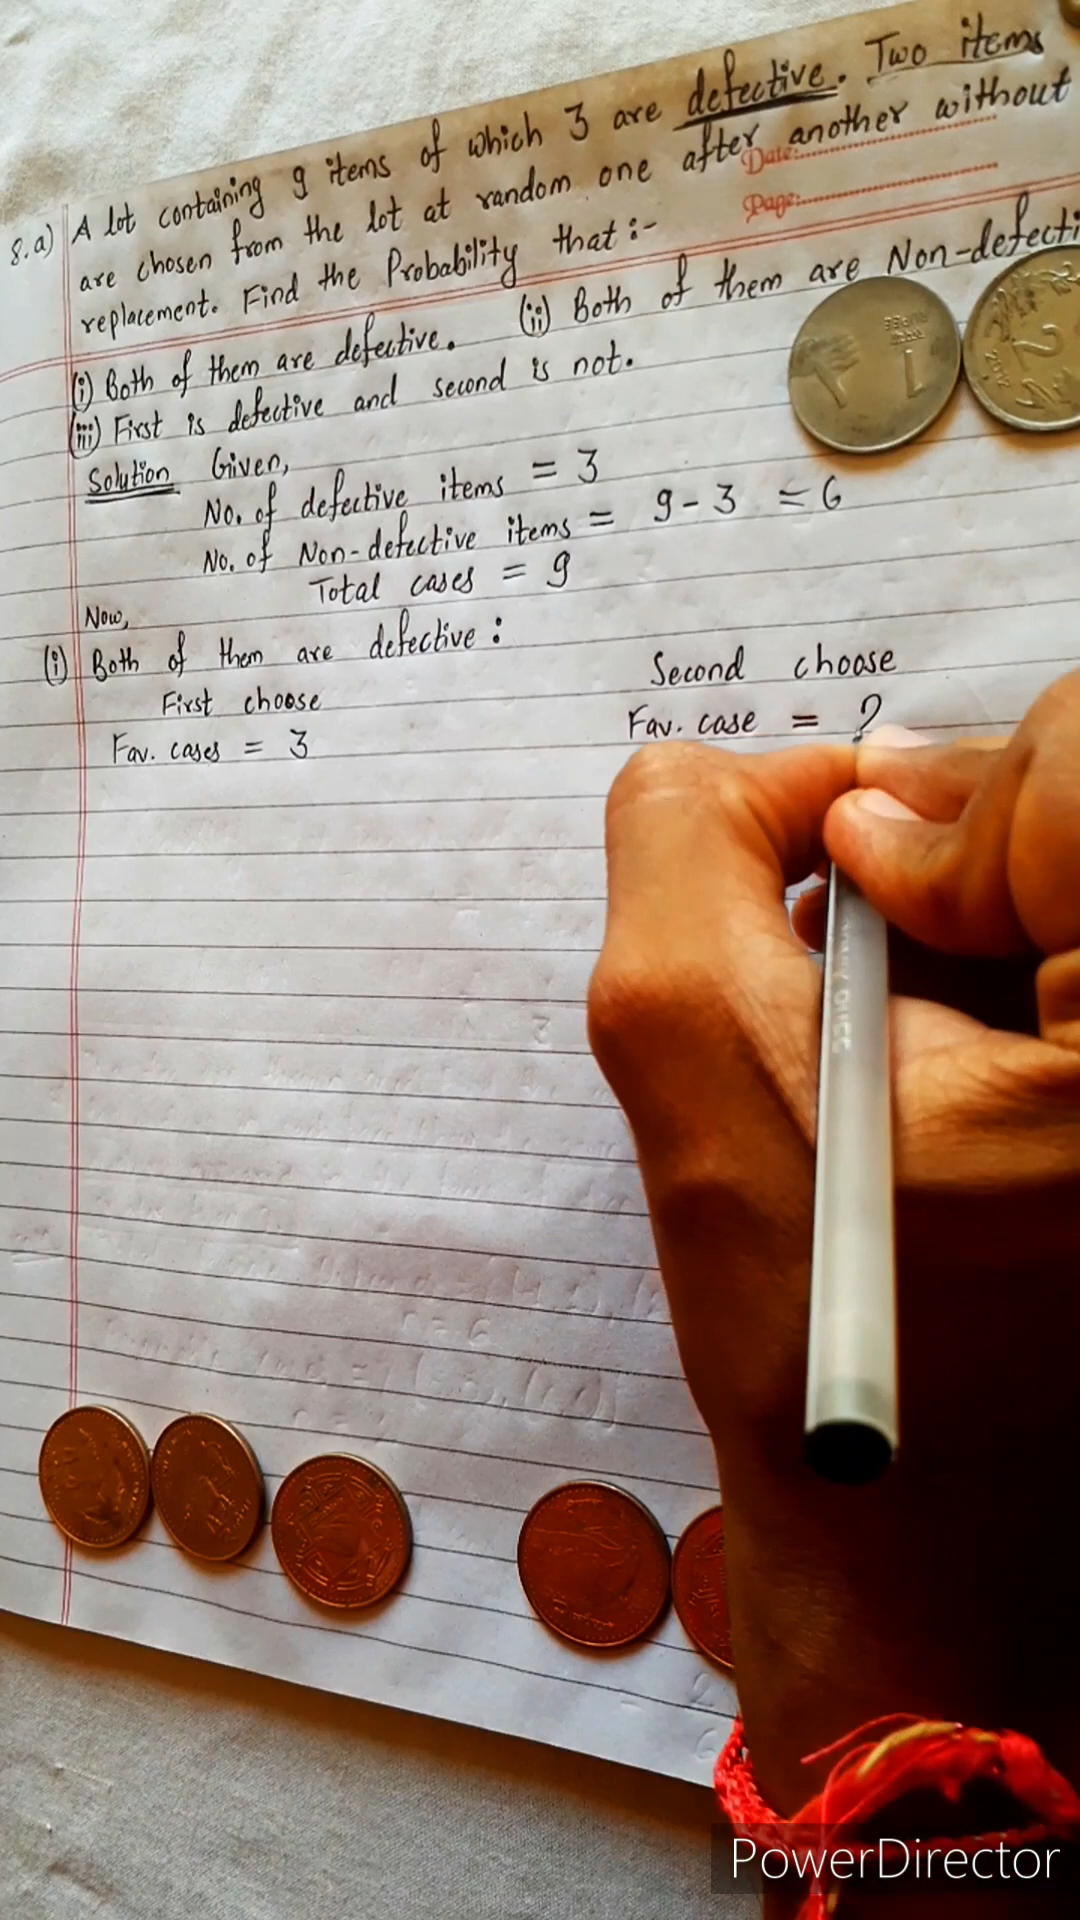 8.a) A lot containing 9 items of which 3 are defective. Two items
are chosen from the lot at random one after another without
replacement. Find the Probability that :-
Date:
Page:
(i) Both of them are defective. (ii) Both of them are Non-defecti
(iii) First is defective and second is not.
Solution Given,
No. of defective items = 3
No. of Non-defective items = 9 - 3 = 6
Total cases = 9
Now,
(i) Both of them are defective :
First choose Second choose
Fav. cases = 3 Fav. case = 2
1
RUPEE
2
PowerDirector